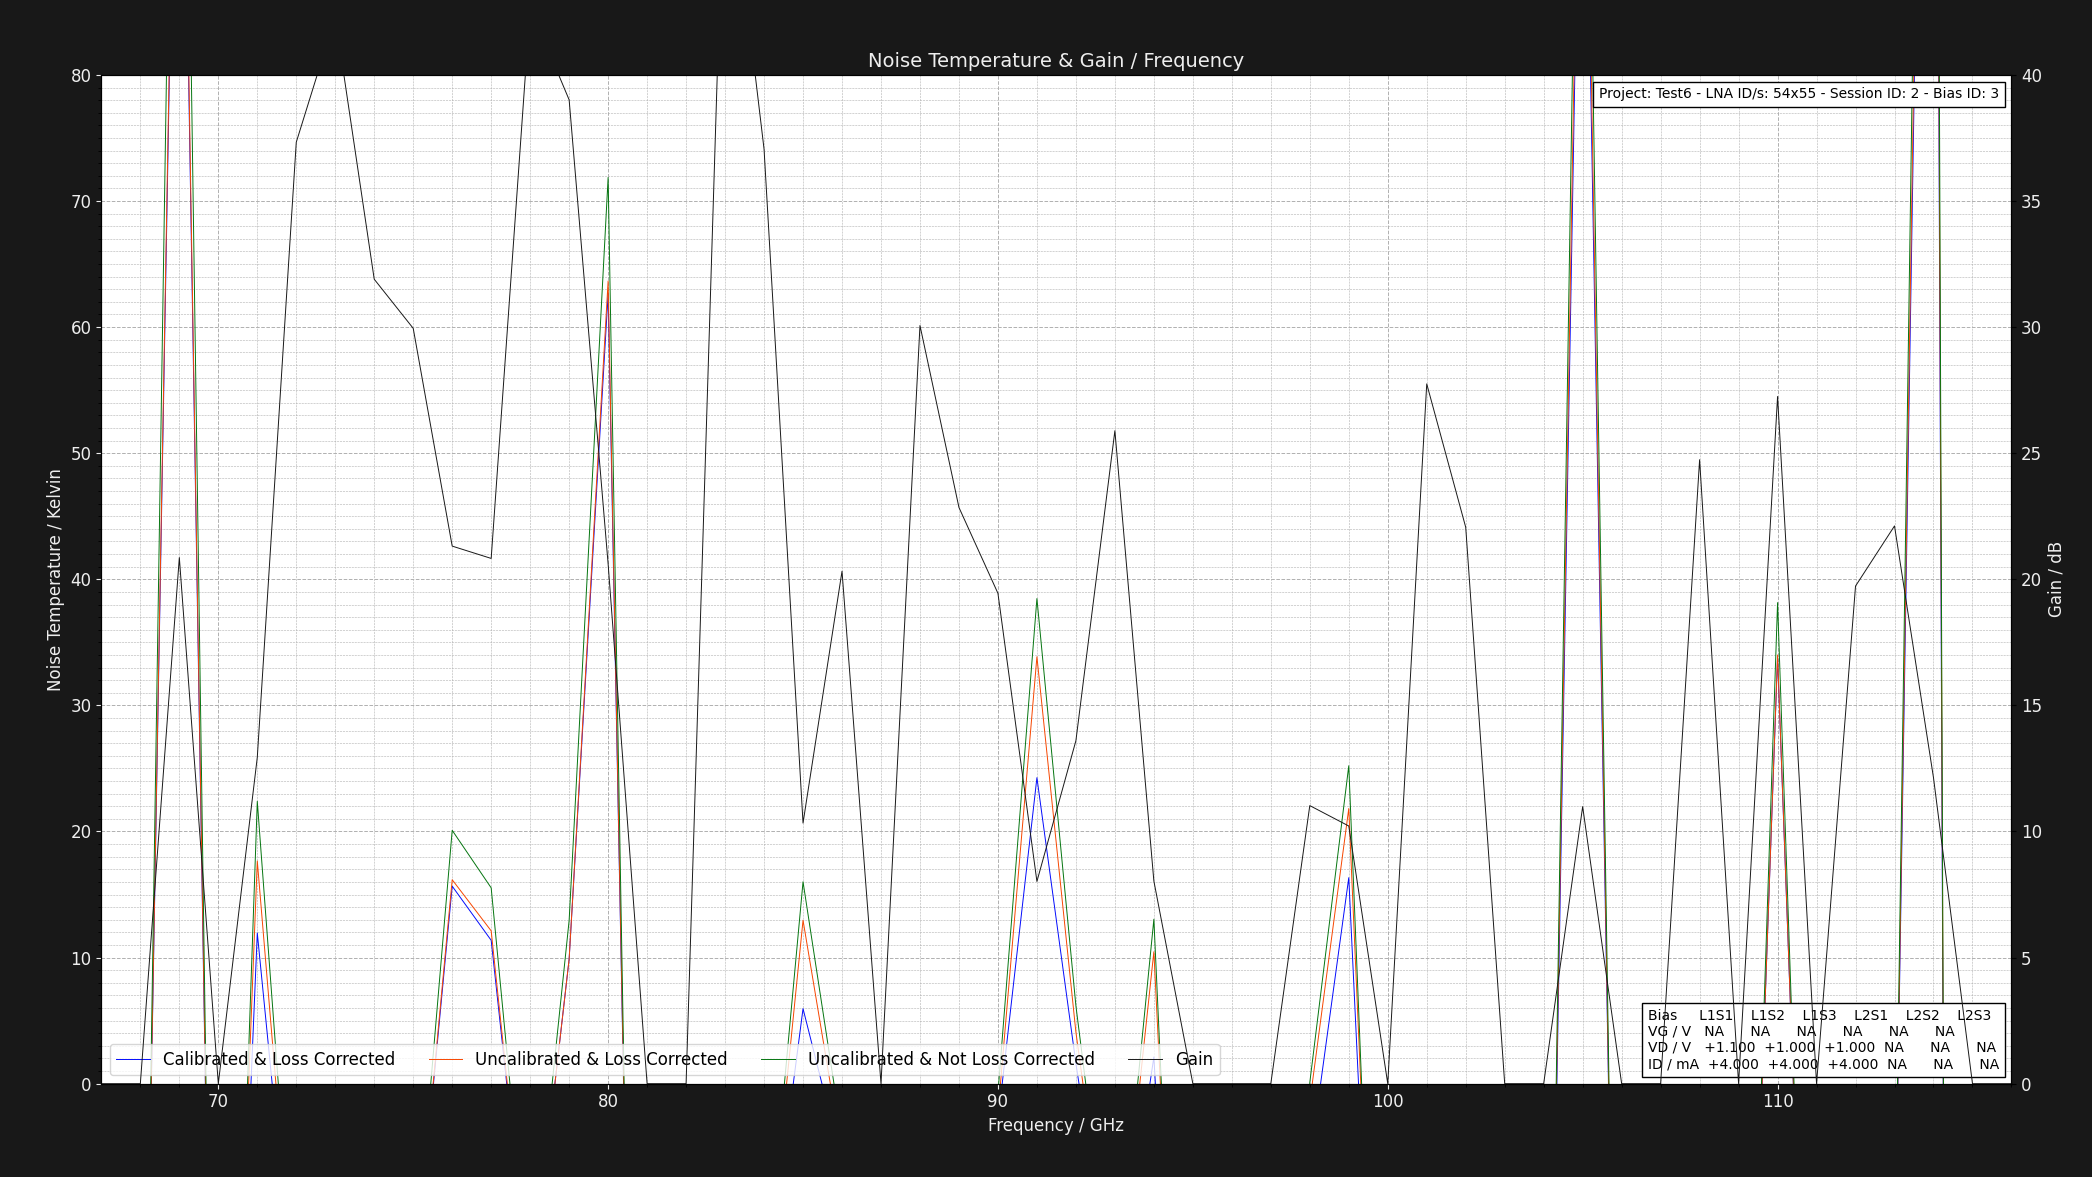 Noise Temperature & Gain / Frequency
Project: Test6 - LNA ID/s: 54x55 - Session ID: 2 - Bias ID: 3
Noise Temperature / Kelvin
80
70
60
50
40
30
20
10
0
40
35
30
25
20
15
10
5
0
Gain / dB
Bias L1S1 L1S2 L1S3 L2S1 L2S2 L2S3
VG / V NA NA NA NA NA NA
VD / V +1.100 +1.000 +1.000 NA NA NA
ID / mA +4.000 +4.000 +4.000 NA NA NA
Calibrated & Loss Corrected Uncalibrated & Loss Corrected Uncalibrated & Not Loss Corrected Gain
70 80 90 100 110
Frequency / GHz